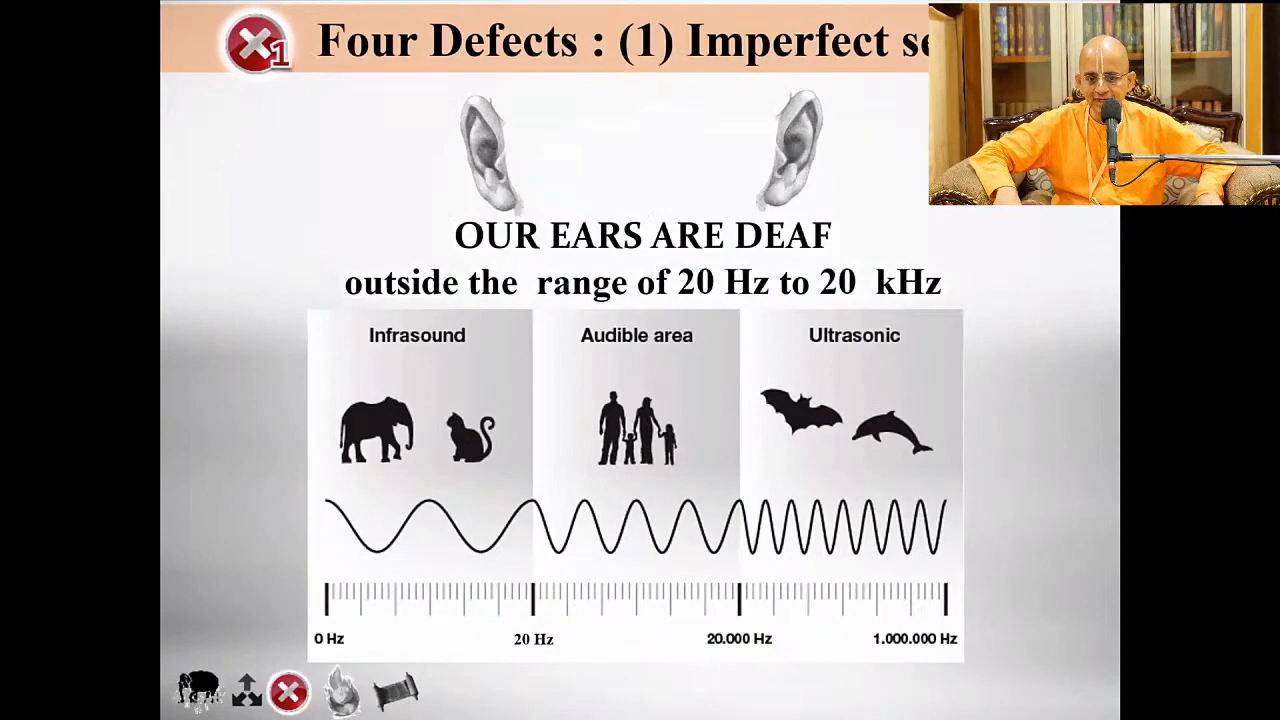 1
Four Defects : (1) Imperfect se
OUR EARS ARE DEAF
outside the range of 20 Hz to 20 kHz
Infrasound
Audible area
Ultrasonic
0 Hz
20 Hz
20.000 Hz
1.000.000 Hz